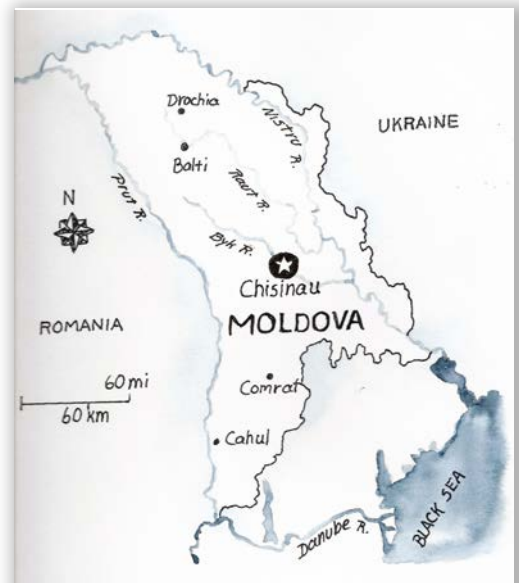 Drochia
Nistru R.
UKRAINE
Balti
Prut R.
Raut R.
N
Byk R.
Chisinau
ROMANIA
MOLDOVA
60 mi
60 km
Comrat
Cahul
BLACK SEA
Danube R.